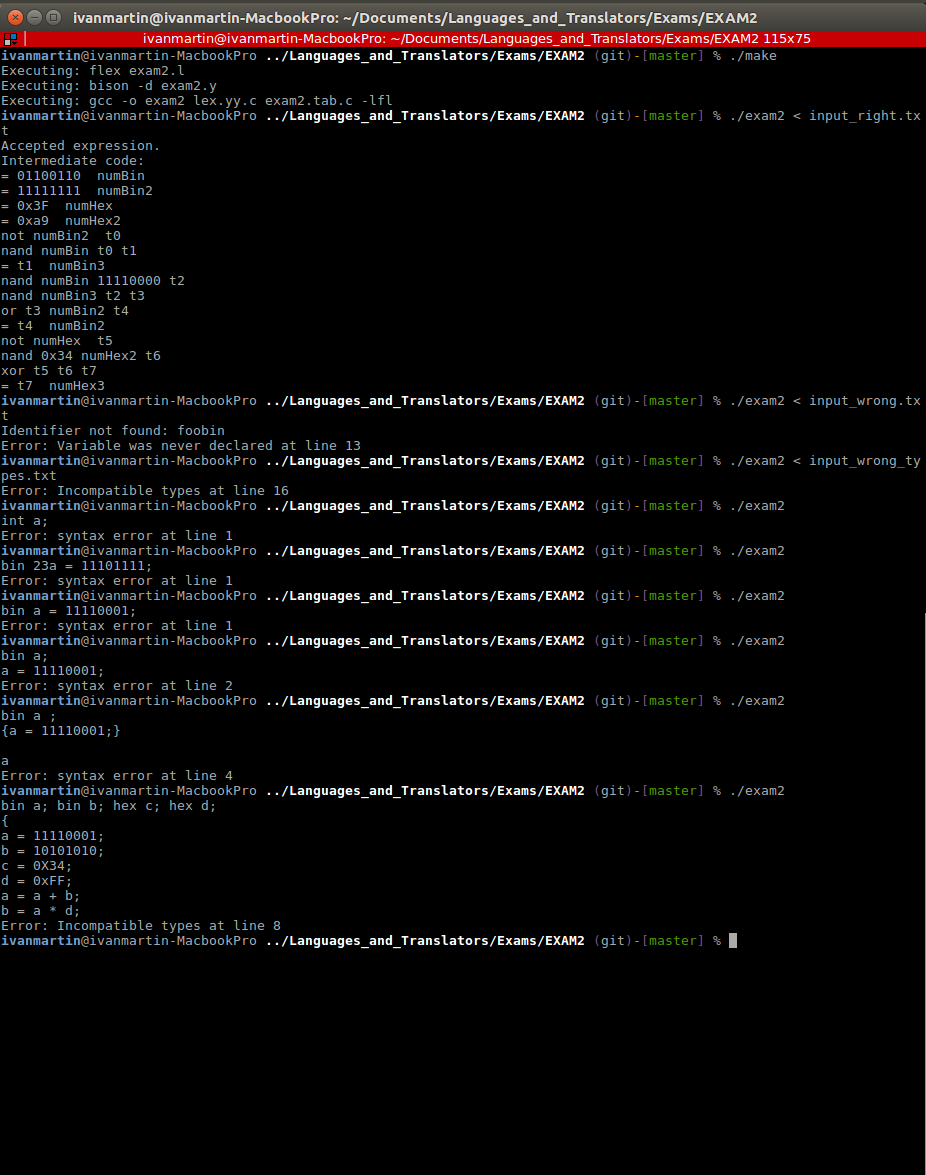 ivanmartin@ivanmartin-MacbookPro: ~/Documents/Languages_and_Translators/Exams/EXAM2
ivanmartin@ivanmartin-MacbookPro: ~/Documents/Languages_and_Translators/Exams/EXAM2 115x75
ivanmartin@ivanmartin-MacbookPro ../Languages_and_Translators/Exams/EXAM2 (git)-[master] % ./make
Executing: flex exam2.l
Executing: bison -d exam2.y
Executing: gcc -o exam2 lex.yy.c exam2.tab.c -lfl
ivanmartin@ivanmartin-MacbookPro ../Languages_and_Translators/Exams/EXAM2 (git)-[master] % ./exam2 < input_right.tx
t
Accepted expression.
Intermediate code:
= 01100110  numBin
= 11111111  numBin2
= 0x3F  numHex
= 0xa9  numHex2
not numBin2  t0
nand numBin t0 t1
= t1  numBin3
nand numBin 11110000 t2
nand numBin3 t2 t3
or t3 numBin2 t4
= t4  numBin2
not numHex  t5
nand 0x34 numHex2 t6
xor t5 t6 t7
= t7  numHex3
ivanmartin@ivanmartin-MacbookPro ../Languages_and_Translators/Exams/EXAM2 (git)-[master] % ./exam2 < input_wrong.tx
t
Identifier not found: foobin
Error: Variable was never declared at line 13
ivanmartin@ivanmartin-MacbookPro ../Languages_and_Translators/Exams/EXAM2 (git)-[master] % ./exam2 < input_wrong_ty
pes.txt
Error: Incompatible types at line 16
ivanmartin@ivanmartin-MacbookPro ../Languages_and_Translators/Exams/EXAM2 (git)-[master] % ./exam2
int a;
Error: syntax error at line 1
ivanmartin@ivanmartin-MacbookPro ../Languages_and_Translators/Exams/EXAM2 (git)-[master] % ./exam2
bin 23a = 11101111;
Error: syntax error at line 1
ivanmartin@ivanmartin-MacbookPro ../Languages_and_Translators/Exams/EXAM2 (git)-[master] % ./exam2
bin a = 11110001;
Error: syntax error at line 1
ivanmartin@ivanmartin-MacbookPro ../Languages_and_Translators/Exams/EXAM2 (git)-[master] % ./exam2
bin a;
a = 11110001;
Error: syntax error at line 2
ivanmartin@ivanmartin-MacbookPro ../Languages_and_Translators/Exams/EXAM2 (git)-[master] % ./exam2
bin a ;
{a = 11110001;}

a
Error: syntax error at line 4
ivanmartin@ivanmartin-MacbookPro ../Languages_and_Translators/Exams/EXAM2 (git)-[master] % ./exam2
bin a; bin b; hex c; hex d;
{
a = 11110001;
b = 10101010;
c = 0X34;
d = 0xFF;
a = a + b;
b = a * d;
Error: Incompatible types at line 8
ivanmartin@ivanmartin-MacbookPro ../Languages_and_Translators/Exams/EXAM2 (git)-[master] %